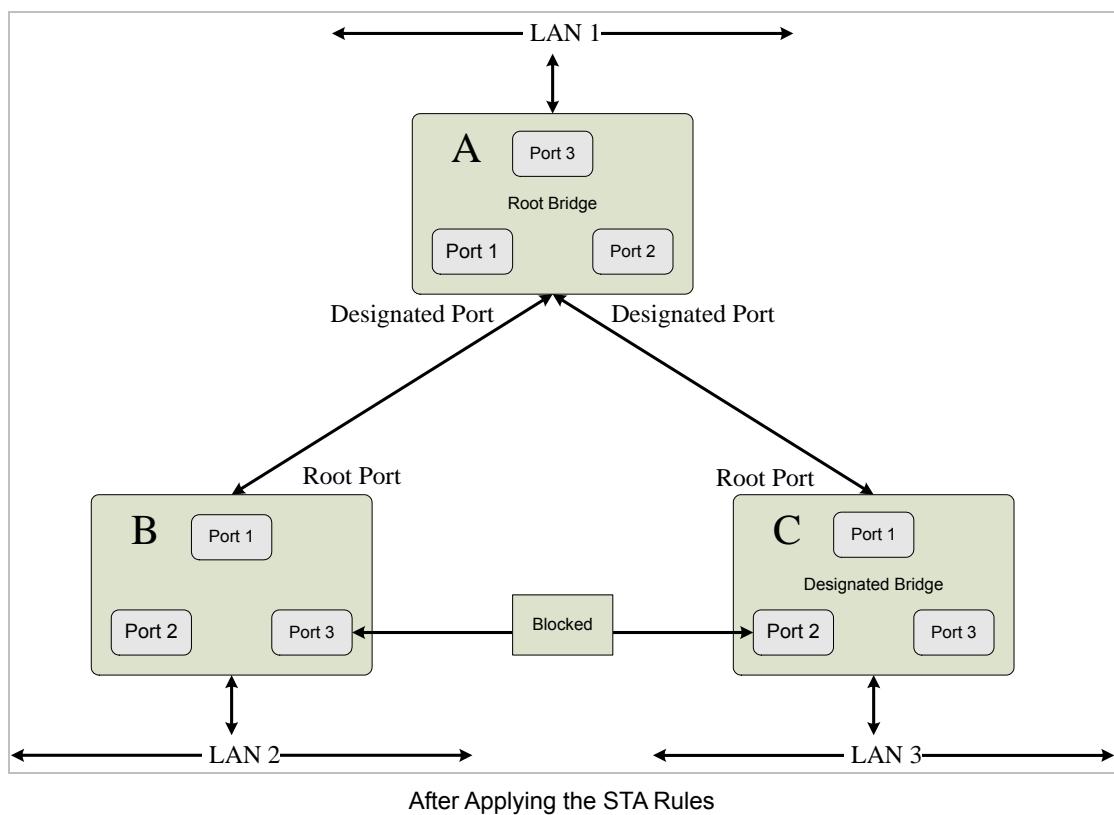 LAN 1
A
Port 3
Root Bridge
Port 1
Port 2
Designated Port
Designated Port
Root Port
Root Port
B
Port 1
C
Port 1
Designated Bridge
Port 2
Port 3
Blocked
Port 2
Port 3
LAN 2
LAN 3
After Applying the STA Rules